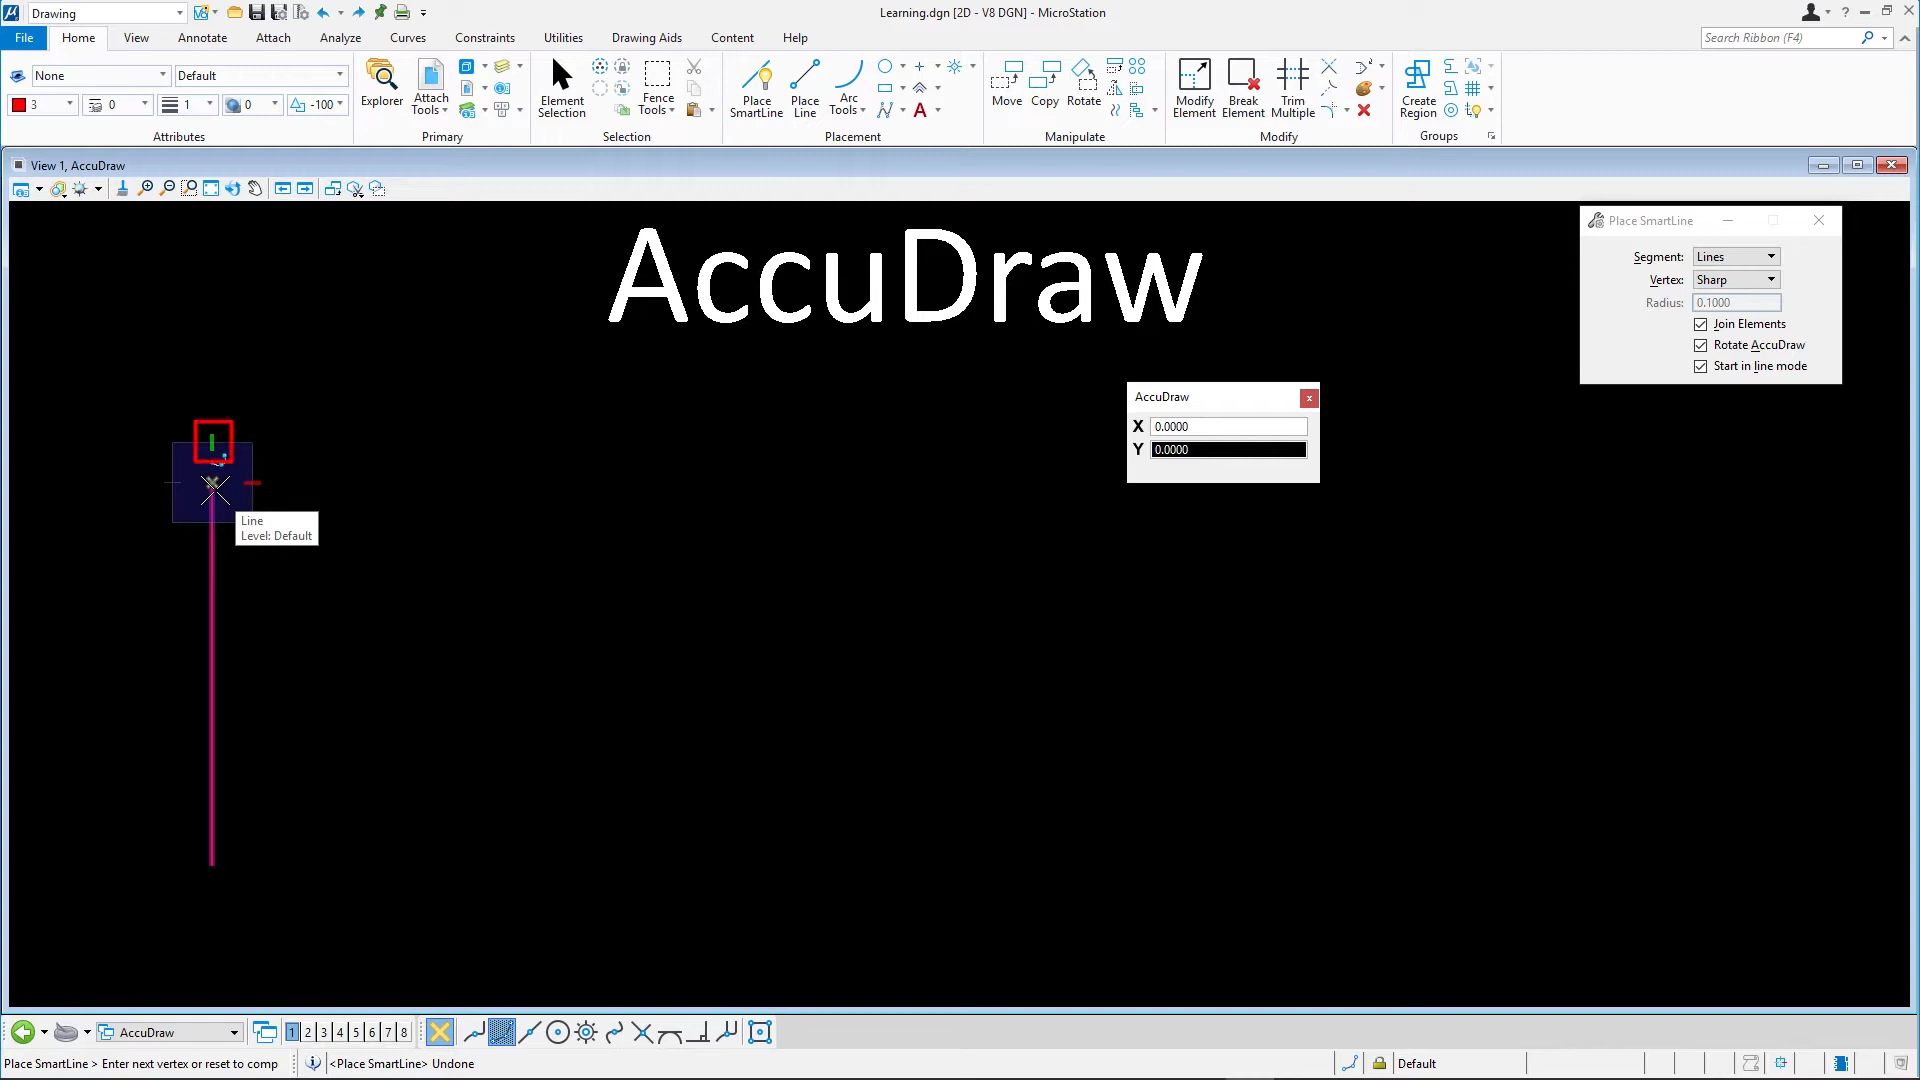 Drawing
Learning.dgn [2D - V8 DGN] - MicroStation
File Home View Annotate Attach Analyze Curves Constraints Utilities Drawing Aids Content Help
Search Ribbon (F4)
None Default
3 0 1 0 -100
Attributes
Explorer
Attach Tools
Primary
Element Selection
Fence Tools
Selection
Place SmartLine
Place Line
Arc Tools
Placement
Move Copy Rotate
Manipulate
Modify Element
Break Element
Trim Multiple
Modify
Create Region
Groups
View 1, AccuDraw
AccuDraw
Place SmartLine
Segment: Lines
Vertex: Sharp
Radius: 0.1000
Join Elements
Rotate AccuDraw
Start in line mode
AccuDraw
X 0.0000
Y 0.0000
Line
Level: Default
AccuDraw
1 2 3 4 5 6 7 8
Place SmartLine > Enter next vertex or reset to comp
<Place SmartLine> Undone
Default